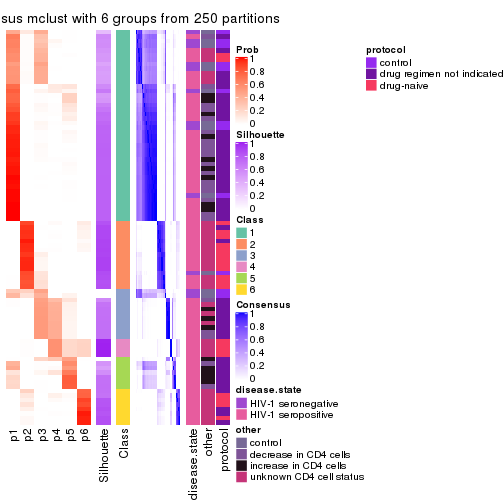 sus mclust with 6 groups from 250 partitions
Prob
1
0.8
0.6
0.4
0.2
0
Silhouette
1
0.8
0.6
0.4
0.2
0
Class
1
2
3
4
5
6
Consensus
1
0.8
0.6
0.4
0.2
0
disease.state
HIV-1 seronegative
HIV-1 seropositive
other
control
decrease in CD4 cells
increase in CD4 cells
unknown CD4 cell status
protocol
control
drug regimen not indicated
drug-naive
p1
p2
p3
p4
p5
p6
Silhouette
Class
disease.state
other
protocol